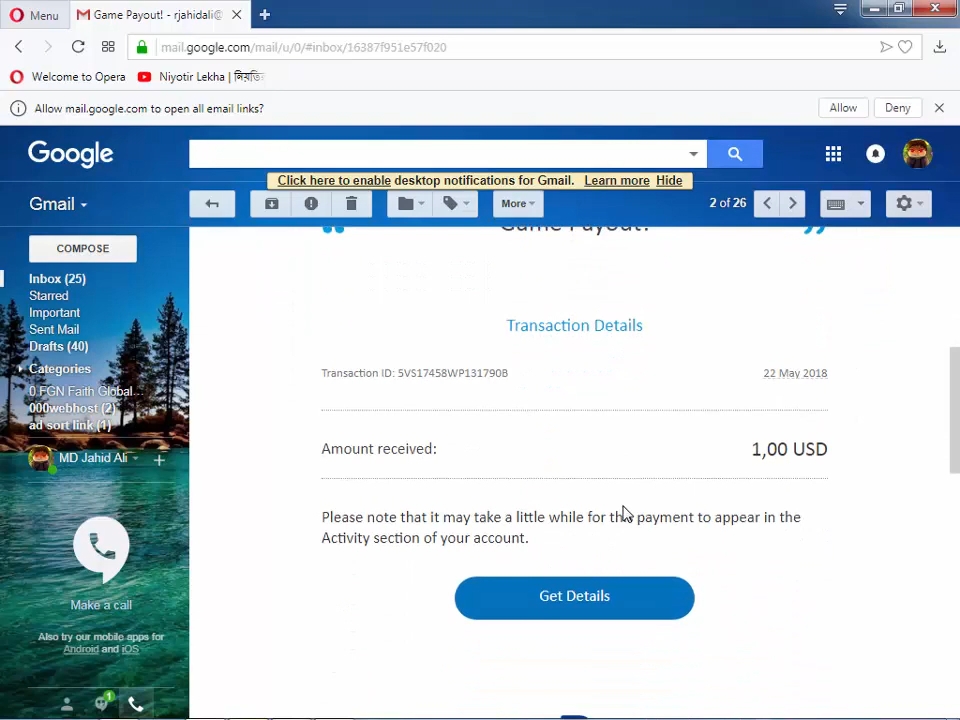 Menu
Game Payout! - rjahidali@
mail.google.com/mail/u/0/#inbox/16387f951e57f020
Welcome to Opera
Niyotir Lekha |
Allow mail.google.com to open all email links?
Allow
Deny
Google
Click here to enable desktop notifications for Gmail. Learn more Hide
Gmail
More
2 of 26
COMPOSE
Inbox (25)
Starred
Important
Sent Mail
Drafts (40)
Categories
0.FGN Faith Global...
000webhost (2)
ad sort link (1)
MD Jahid Ali
Make a call
Also try our mobile apps for
Android and iOS
1
Game Payout!
Transaction Details
Transaction ID: 5VS17458WP131790B
22 May 2018
Amount received:
1,00 USD
Please note that it may take a little while for this payment to appear in the
Activity section of your account.
Get Details